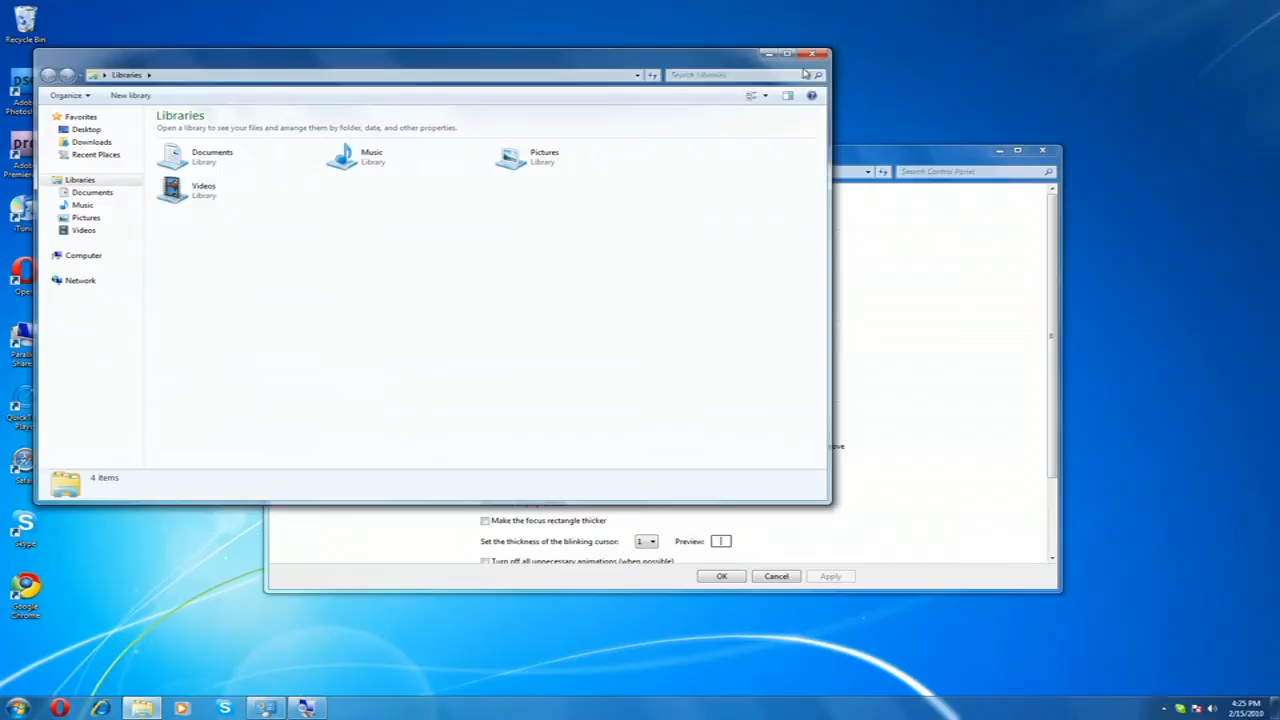 Recycle Bin
Libraries
Search Libraries
Organize
New library
Favorites
Desktop
Downloads
Recent Places
Libraries
Documents
Music
Pictures
Videos
Computer
Network
Libraries
Open a library to see your files and arrange them by folder, date, and other properties.
Documents
Library
Music
Library
Pictures
Library
Videos
Library
4 items
Search Control Panel
Make the focus rectangle thicker
Set the thickness of the blinking cursor:
1
Preview:
Turn off all unnecessary animations (when possible)
OK
Cancel
Apply
Skype
Google
Chrome
4:25 PM
2/15/2010